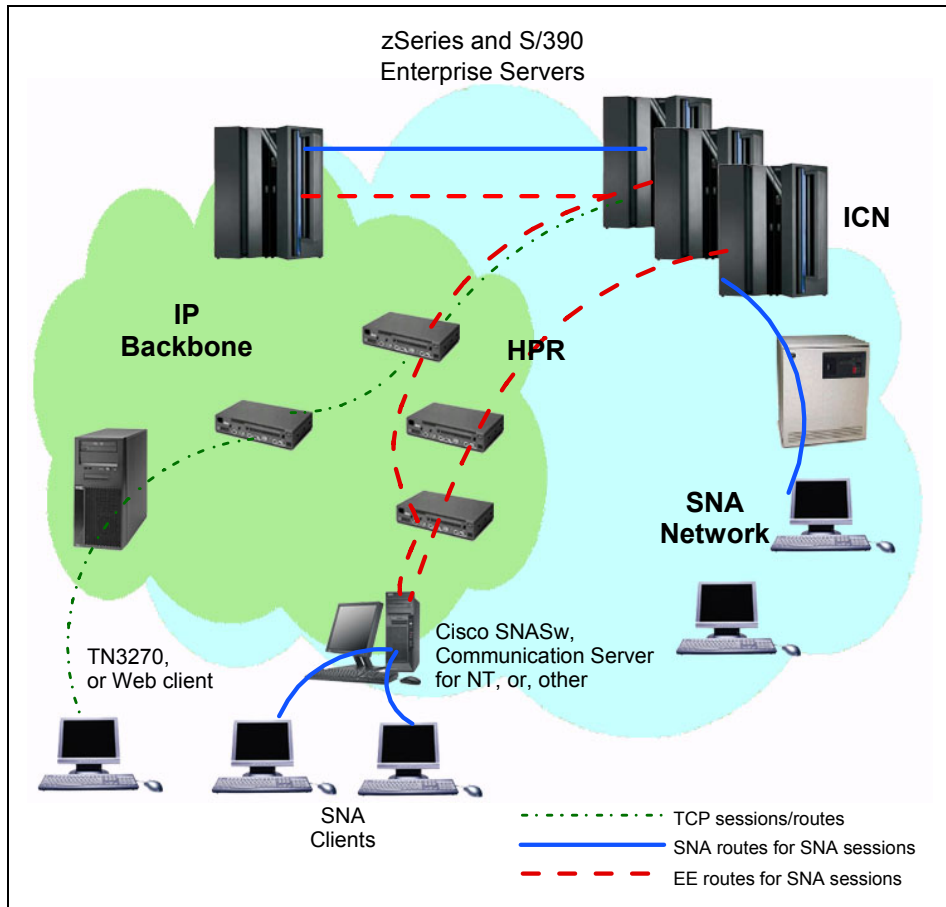 zSeries and S/390
Enterprise Servers
ICN
IP
Backbone
HPR
SNA
Network
Cisco SNASw,
Communication Server
for NT, or, other
TN3270,
or Web client
SNA
Clients
TCP sessions/routes
SNA routes for SNA sessions
EE routes for SNA sessions